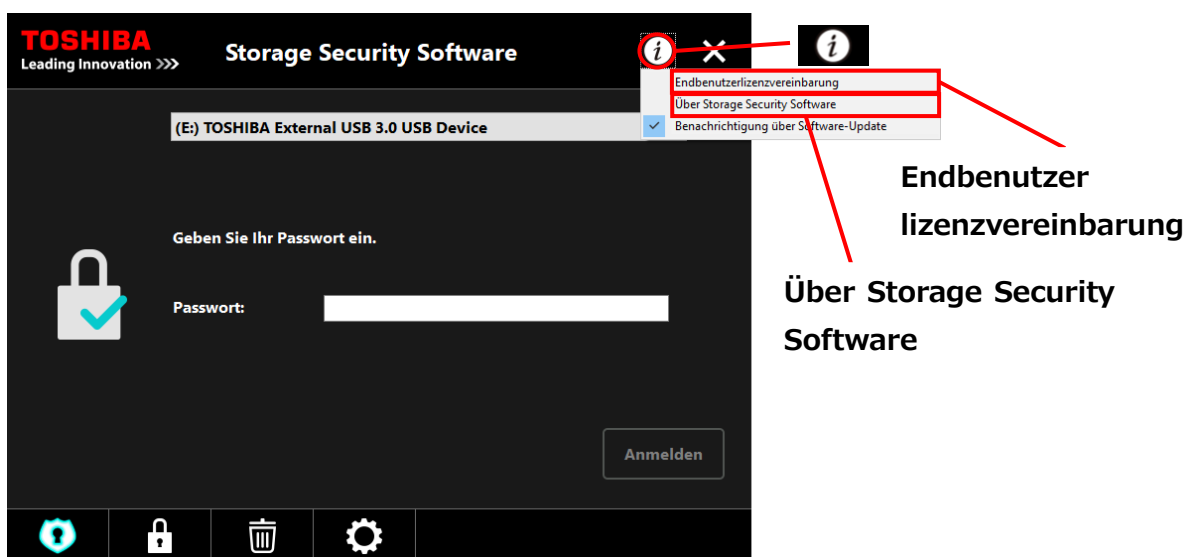 TOSHIBA
Leading Innovation >>>
Storage Security Software
i
i
Endbenutzerlizenzvereinbarung
Über Storage Security Software
Benachrichtigung über Software-Update
(E:) TOSHIBA External USB 3.0 USB Device
Endbenutzer
lizenzvereinbarung
Geben Sie Ihr Passwort ein.
Über Storage Security
Software
Passwort:
Anmelden